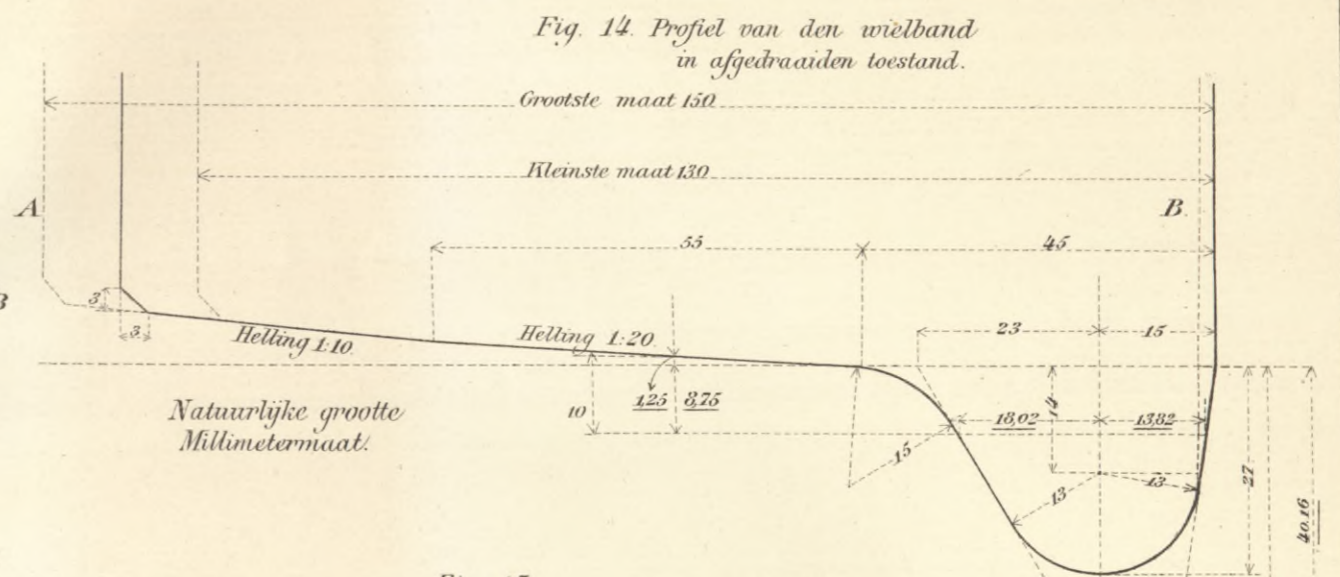 Fig. 14. Profiel van den wielband
in afgedraaiden toestand.
Grootste maat 150.
Kleinste maat 130
A
B.
55
45
3
3
Helling 1:10.
Helling 1:20.
23
15
Natuurlijke grootte
Millimetermaat.
10
1,25
8,75
18,02
14
13,82
15
13
13
27
40.16